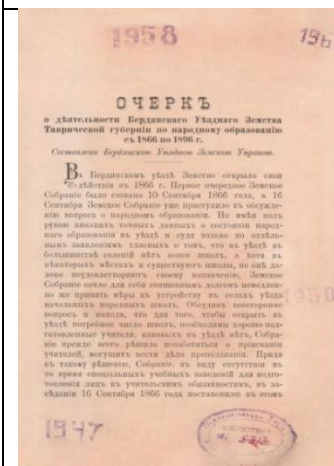 1958
196
ОЧЕРКЪ
о дѣятельности Бердянскаго Уѣзднаго Земства
Таврической губерніи по народному образованію
съ 1866 по 1896 г.
Составленъ Бердянскою Уѣздною Земскою Управою.
Въ Бердянскомъ уѣздѣ Земство открыло свои
дѣйствія въ 1866 г. Первое очередное Земское
Собраніе было созвано 10 Сентября 1866 года, а 16
Сентября Земское Собраніе уже приступило къ обсужде-
нію вопроса о народномъ образованіи. Не имѣя подъ
рукою никакихъ точныхъ данныхъ о состояніи народ-
наго образованія въ уѣздѣ и судя только по отдѣль-
нымъ заявленіямъ гласныхъ о томъ, что въ уѣздѣ въ
большинствѣ селеній нѣтъ вовсе школъ, а хотя въ
нѣкоторыхъ мѣстахъ и существуютъ школы, но онѣ да-
леко неудовлетворяютъ своему назначенію, Земское
Собраніе сочло для себя священнымъ долгомъ немедлен-
но же принять мѣры къ устройству въ селахъ уѣзда
начальныхъ народныхъ школъ. Обсудивъ всесторонне
вопросъ и находя, что для того, чтобы открыть въ
уѣздѣ потребное число школъ, необходимы хорошо под-
готовленные учителя, каковыхъ въ уѣздѣ нѣтъ, Собра-
ніе прежде всего рѣшило позаботиться о пріисканіи
учителей, могущихъ вести дѣло преподаванія. Придя
къ такому рѣшенію, Собраніе, въ виду отсутствія въ
то время спеціальныхъ учебныхъ заведеній для подго-
товленія лицъ къ учительскимъ обязанностямъ, въ за-
сѣданіи 16 Сентября 1866 года постановило: въ этомъ
1950
1947